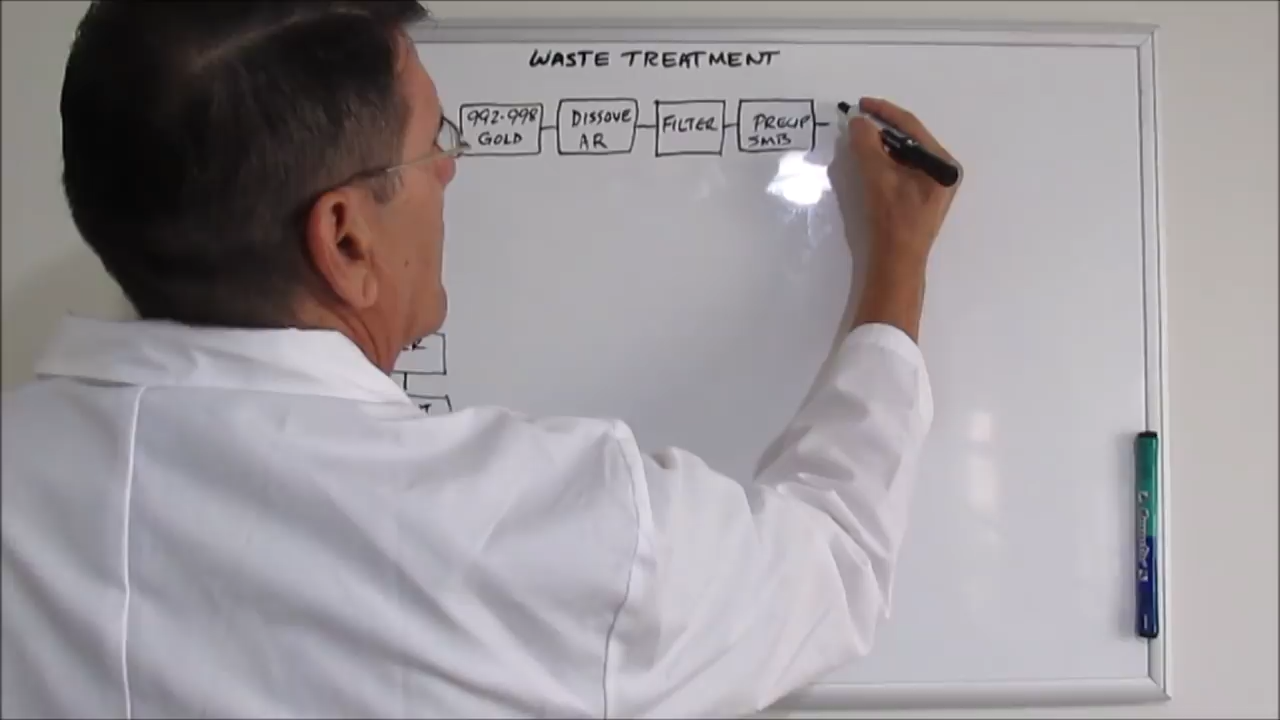 WASTE TREATMENT
992-998
GOLD
DISSOVE
AR
FILTER
PRECIP
SMB